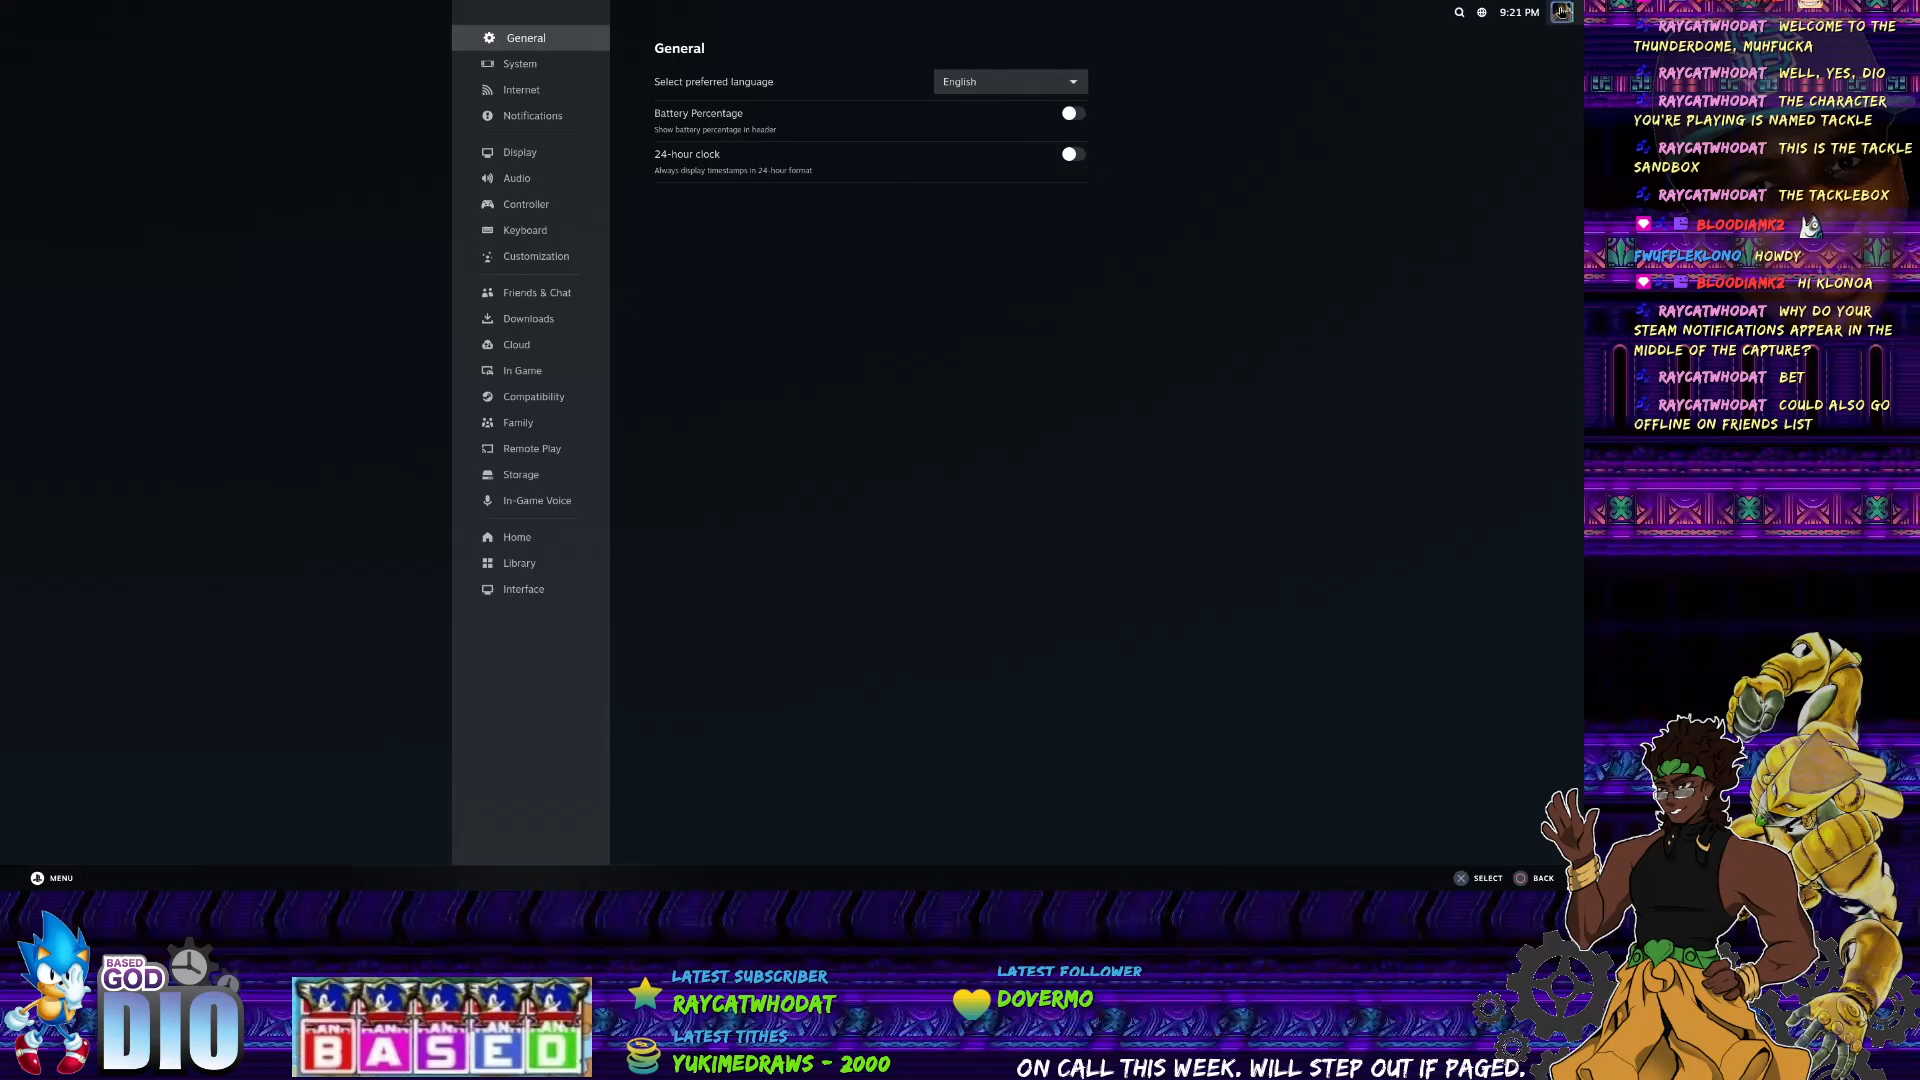 General
System
Internet
Notifications
Display
Audio
Controller
Keyboard
Customization
Friends & Chat
Downloads
Cloud
In Game
Compatibility
Family
Remote Play
Storage
In-Game Voice
Home
Library
Interface
General
Select preferred language
English
Battery Percentage
Show battery percentage in header
24-hour clock
Always display timestamps in 24-hour format
9:21 PM
MENU
SELECT
BACK
RAYCATWHODAT WELCOME TO THE
THUNDERDOME, MUHFUCKA
RAYCATWHODAT WELL, YES, DIO
RAYCATWHODAT THE CHARACTER
YOU'RE PLAYING IS NAMED TACKLE
RAYCATWHODAT THIS IS THE TACKLE
SANDBOX
RAYCATWHODAT THE TACKLEBOX
BLOODIAMK2
FWUFFLEKLONO HOWDY
BLOODIAMK2 HI KLONOA
RAYCATWHODAT WHY DO YOUR
STEAM NOTIFICATIONS APPEAR IN THE
MIDDLE OF THE CAPTURE?
RAYCATWHODAT BET
RAYCATWHODAT COULD ALSO GO
OFFLINE ON FRIENDS LIST
BASED
GOD
DIO
BASED
LATEST SUBSCRIBER
RAYCATWHODAT
LATEST TITHES
YUKIMEDRAWS - 2000
LATEST FOLLOWER
DOVERMO
ON CALL THIS WEEK. WILL STEP OUT IF PAGED.